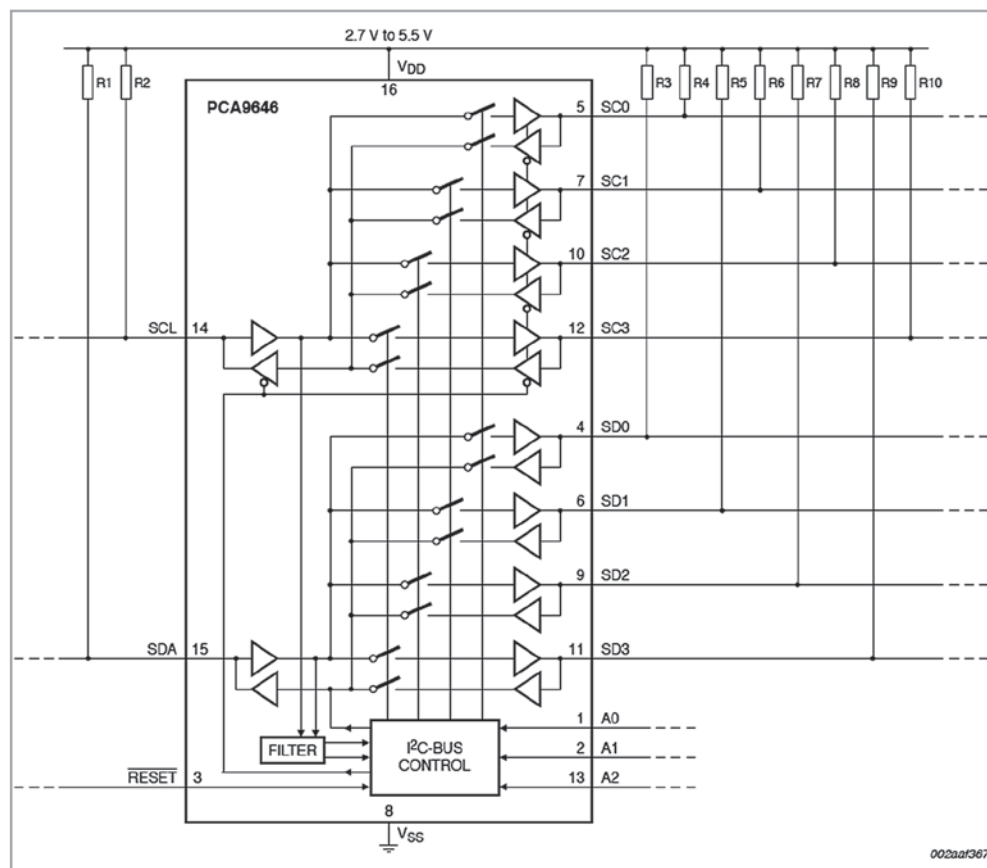 2.7 V to 5.5 V
R1 R2 R3 R4 R5 R6 R7 R8 R9 R10
VDD
16
PCA9646
5 SC0
7 SC1
10 SC2
SCL 14
12 SC3
4 SD0
6 SD1
9 SD2
SDA 15
11 SD3
1 A0
FILTER
I²C-BUS
CONTROL
2 A1
RESET 3
13 A2
8
VSS
002aaf367